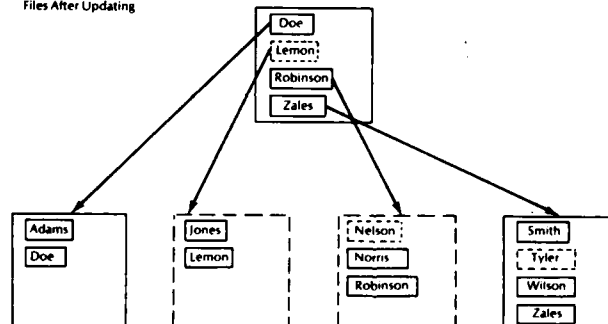 Files After Updating
Doe
Lemon
Robinson
Zales
Adams
Doe
Jones
Lemon
Nelson
Norris
Robinson
Smith
Tyler
Wilson
Zales